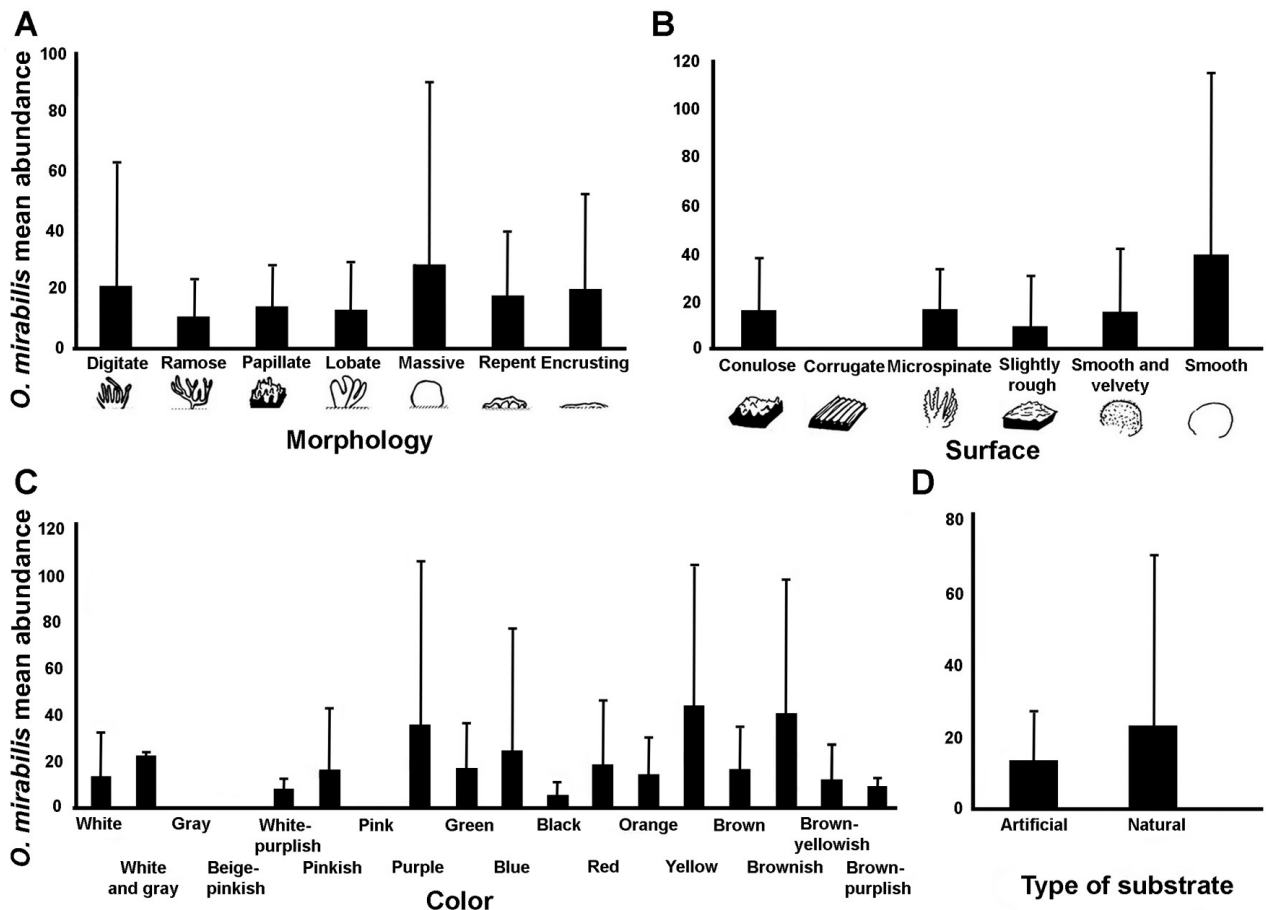 A
O. mirabilis mean abundance
100
80
60
40
20
0
Digitate Ramose Papillate Lobate Massive Repent Encrusting
Morphology
B
120
100
80
60
40
20
0
Conulose Corrugate Microspinate Slightly rough Smooth and velvety Smooth
Surface
C
O. mirabilis mean abundance
120
100
80
60
40
20
0
White Gray White-purplish Pink Green Black Orange Brown Brown-yellowish
White and gray Beige-pinkish Pinkish Purple Blue Red Yellow Brownish Brown-purplish
Color
D
80
60
40
20
0
Artificial Natural
Type of substrate